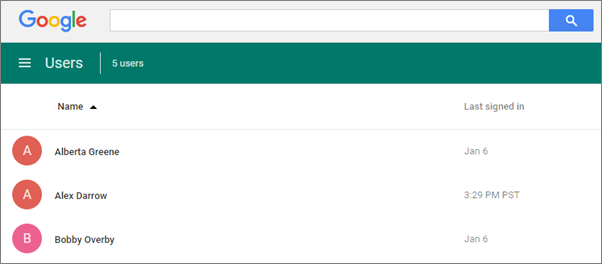 Google
Users 5 users
Name Last signed in
A Alberta Greene Jan 6
A Alex Darrow 3:29 PM PST
B Bobby Overby Jan 6